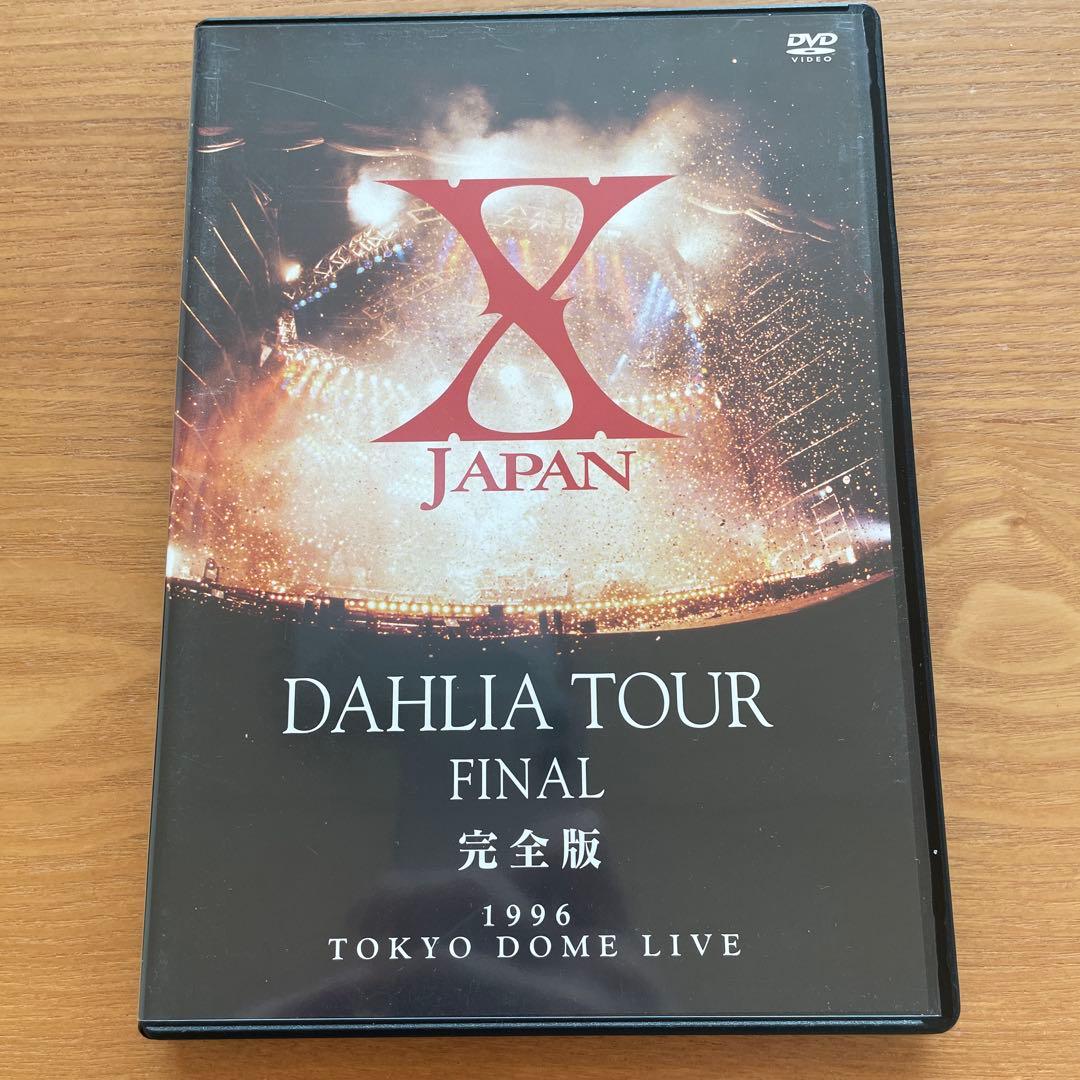 DVD
VIDEO
X
JAPAN
DAHLIA TOUR
FINAL
完全版
1996
TOKYO DOME LIVE